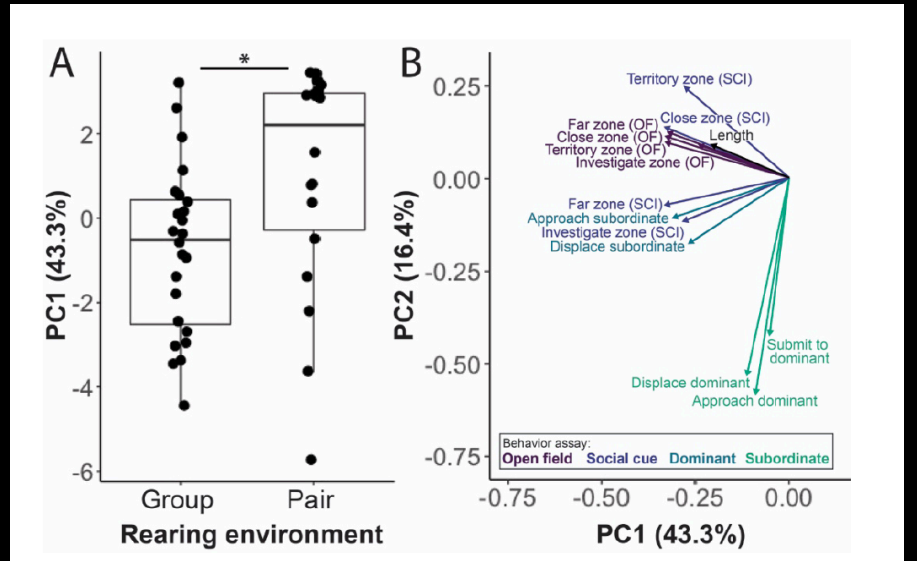 A
*
2
0
-2
-4
-6
PC1 (43.3%)
Group
Pair
Rearing environment
B
0.25
0.00
-0.25
-0.50
-0.75
PC2 (16.4%)
Territory zone (SCI)
Close zone (SCI)
Far zone (OF)
Length
Close zone (OF)
Territory zone (OF)
Investigate zone (OF)
Far zone (SCI)
Approach subordinate
Investigate zone (SCI)
Displace subordinate
Submit to
dominant
Displace dominant
Approach dominant
Behavior assay:
Open field Social cue Dominant Subordinate
-0.75 -0.50 -0.25 0.00
PC1 (43.3%)